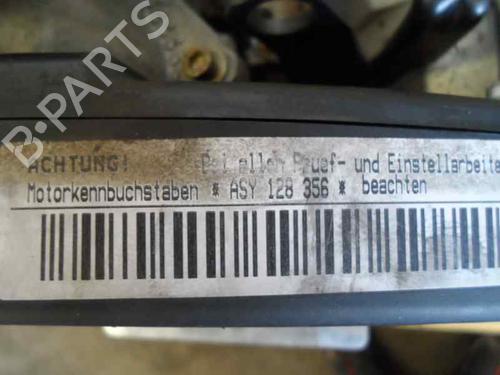 B-PARTS
ACHTUNG! Bei allen Pruef- und Einstellarbeite
Motorkennbuchstaben * ASY 128 356 * beachten